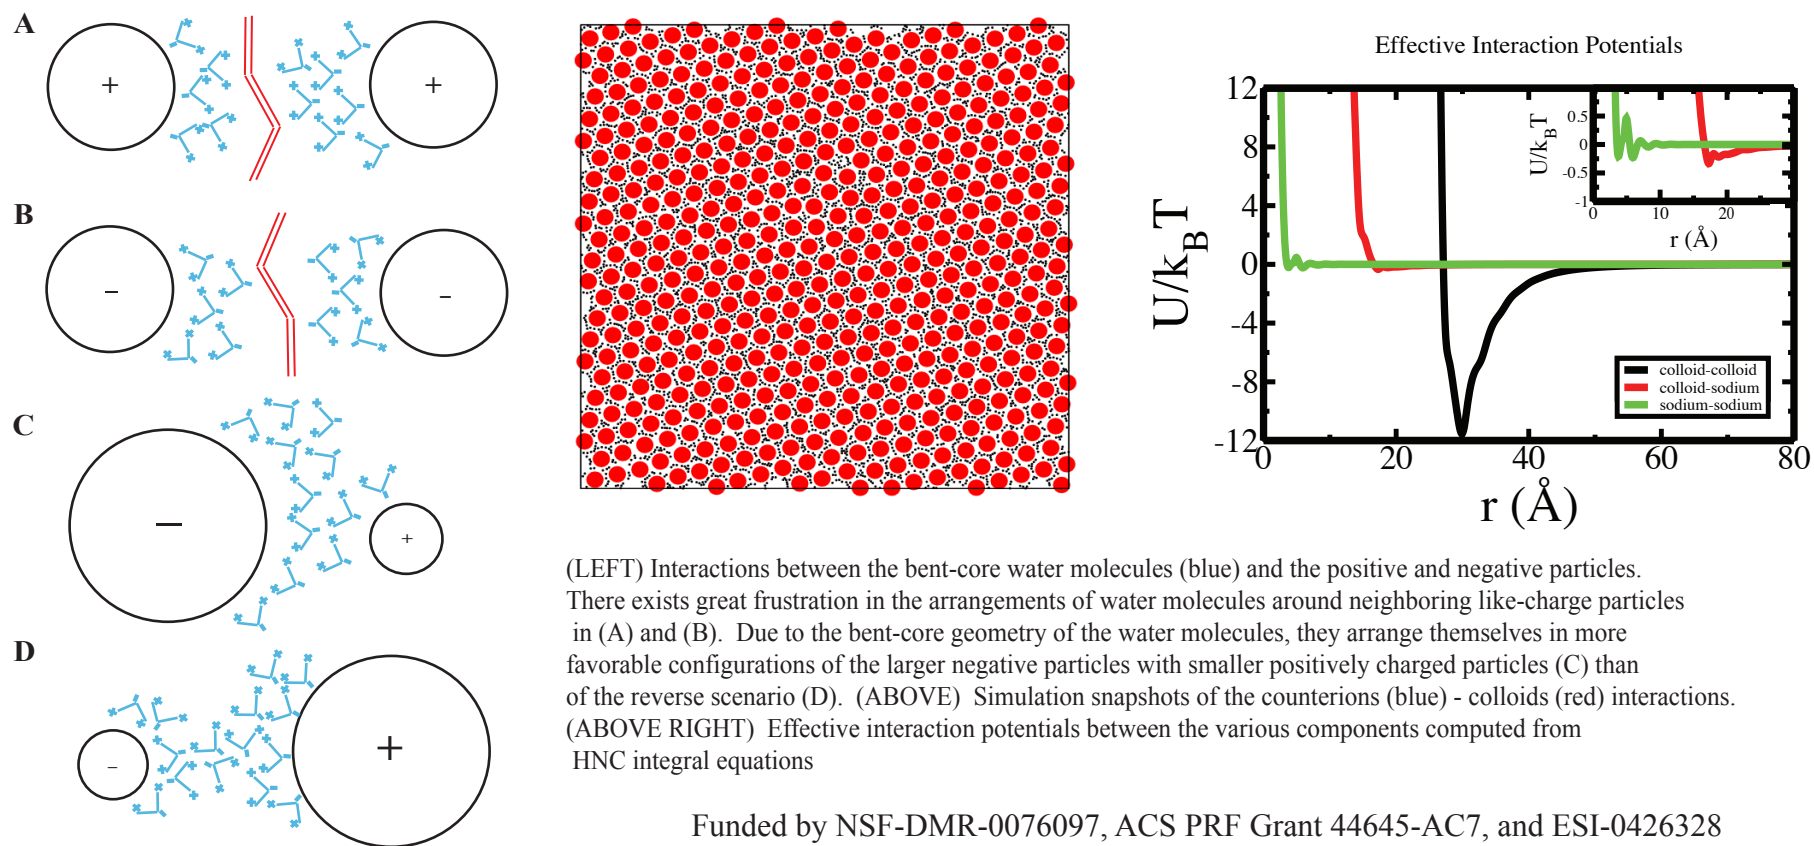 A
+
+
B
–
–
C
–
+
D
–
+
Effective Interaction Potentials
12
8
4
0
-4
-8
-12
U/k_BT
0
20
40
60
80
r (Å)
0.5
0
-0.5
-1
U/k_BT
0
10
20
r (Å)
colloid-colloid
colloid-sodium
sodium-sodium
(LEFT) Interactions between the bent-core water molecules (blue) and the positive and negative particles.
There exists great frustration in the arrangements of water molecules around neighboring like-charge particles
in (A) and (B). Due to the bent-core geometry of the water molecules, they arrange themselves in more
favorable configurations of the larger negative particles with smaller positively charged particles (C) than
of the reverse scenario (D). (ABOVE) Simulation snapshots of the counterions (blue) - colloids (red) interactions.
(ABOVE RIGHT) Effective interaction potentials between the various components computed from
HNC integral equations
Funded by NSF-DMR-0076097, ACS PRF Grant 44645-AC7, and ESI-0426328